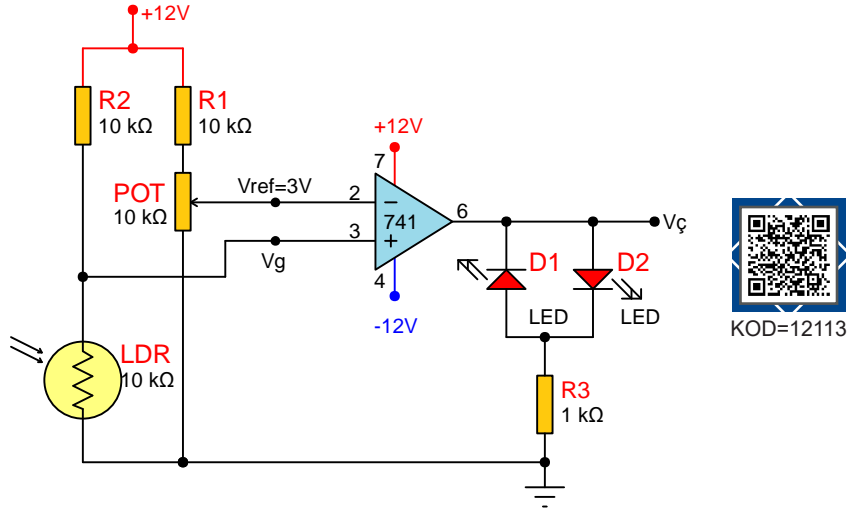 +12V
R2
10 kΩ
R1
10 kΩ
+12V
7
POT
10 kΩ
Vref=3V
2
741
6
Vç
3
Vg
4
-12V
D1
D2
LED
LED
KOD=12113
LDR
10 kΩ
R3
1 kΩ